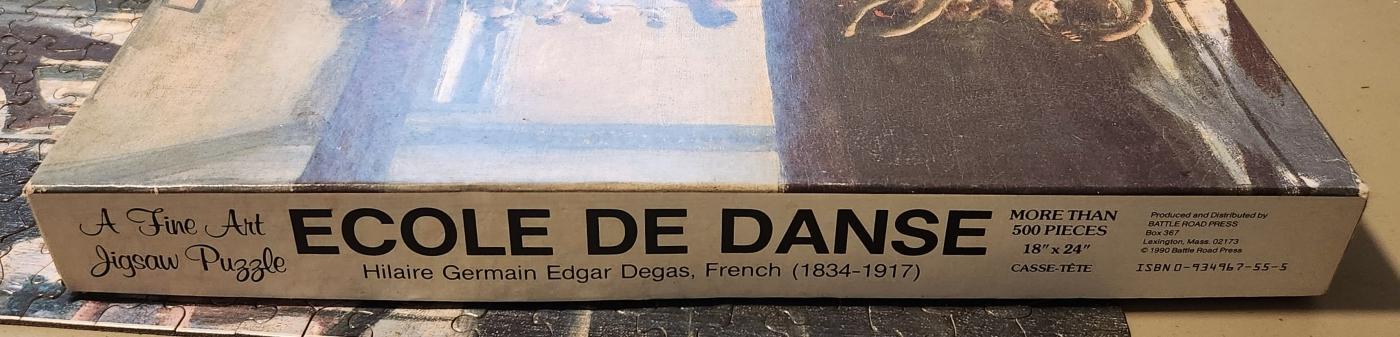 A Fine Art
Jigsaw Puzzle
ECOLE DE DANSE
Hilaire Germain Edgar Degas, French (1834-1917)
MORE THAN
500 PIECES
18" x 24"
CASSE-TÊTE
Produced and Distributed by
BATTLE ROAD PRESS
Box 367
Lexington, Mass. 02173
© 1990 Battle Road Press
ISBN 0-934967-55-5